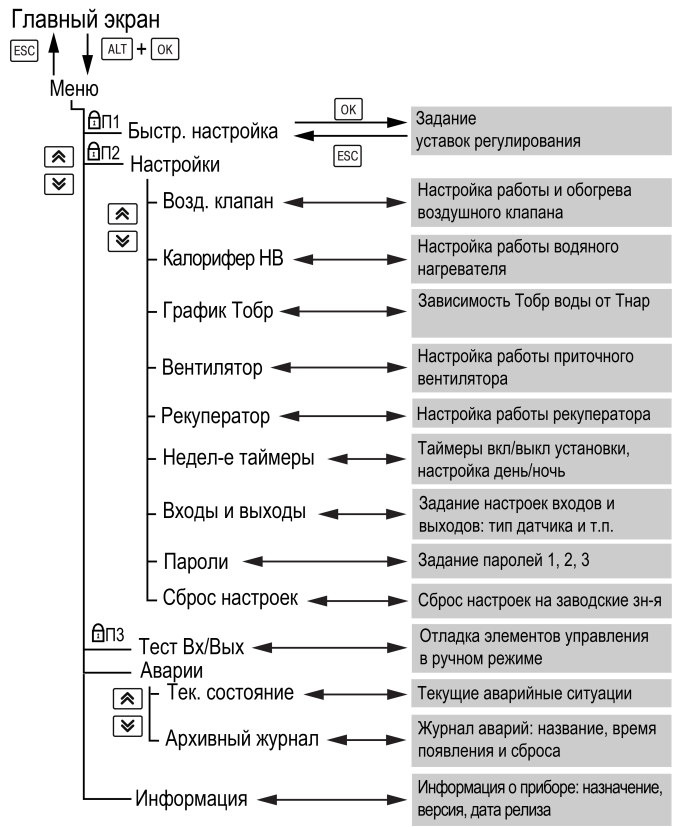 Главный экран
ESC ALT + OK
Меню
П1 Быстр. настройка OK ESC Задание
уставок регулирования
П2 Настройки
Возд. клапан Настройка работы и обогрева
воздушного клапана
Калорифер НВ Настройка работы водяного
нагревателя
График Тобр Зависимость Тобр воды от Тнар
Вентилятор Настройка работы приточного
вентилятора
Рекуператор Настройка работы рекуператора
Недел-е таймеры Таймеры вкл/выкл установки,
настройка день/ночь
Входы и выходы Задание настроек входов и
выходов: тип датчика и т.п.
Пароли Задание паролей 1, 2, 3
Сброс настроек Сброс настроек на заводские зн-я
П3 Тест Вх/Вых Отладка элементов управления
в ручном режиме
Аварии
Тек. состояние Текущие аварийные ситуации
Архивный журнал Журнал аварий: название, время
появления и сброса
Информация Информация о приборе: назначение,
версия, дата релиза